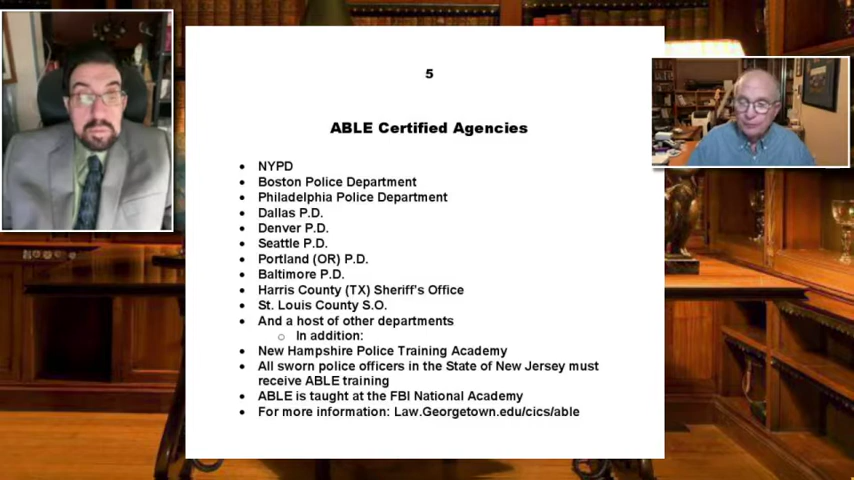 5
ABLE Certified Agencies
• NYPD
• Boston Police Department
• Philadelphia Police Department
• Dallas P.D.
• Denver P.D.
• Seattle P.D.
• Portland (OR) P.D.
• Baltimore P.D.
• Harris County (TX) Sheriff's Office
• St. Louis County S.O.
• And a host of other departments
○ In addition:
• New Hampshire Police Training Academy
• All sworn police officers in the State of New Jersey must
receive ABLE training
• ABLE is taught at the FBI National Academy
• For more information: Law.Georgetown.edu/cics/able